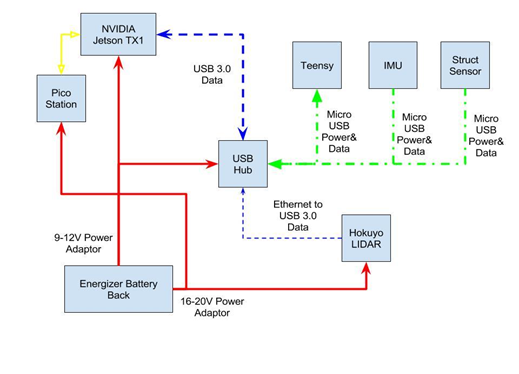 NVIDIA
Jetson TX1
Pico
Station
USB 3.0
Data
Teensy
IMU
Struct
Sensor
Micro
USB
Power&
Data
Micro
USB
Power&
Data
Micro
USB
Power&
Data
USB
Hub
Ethernet to
USB 3.0
Data
Hokuyo
LIDAR
9-12V Power
Adaptor
Energizer Battery
Back
16-20V Power
Adaptor